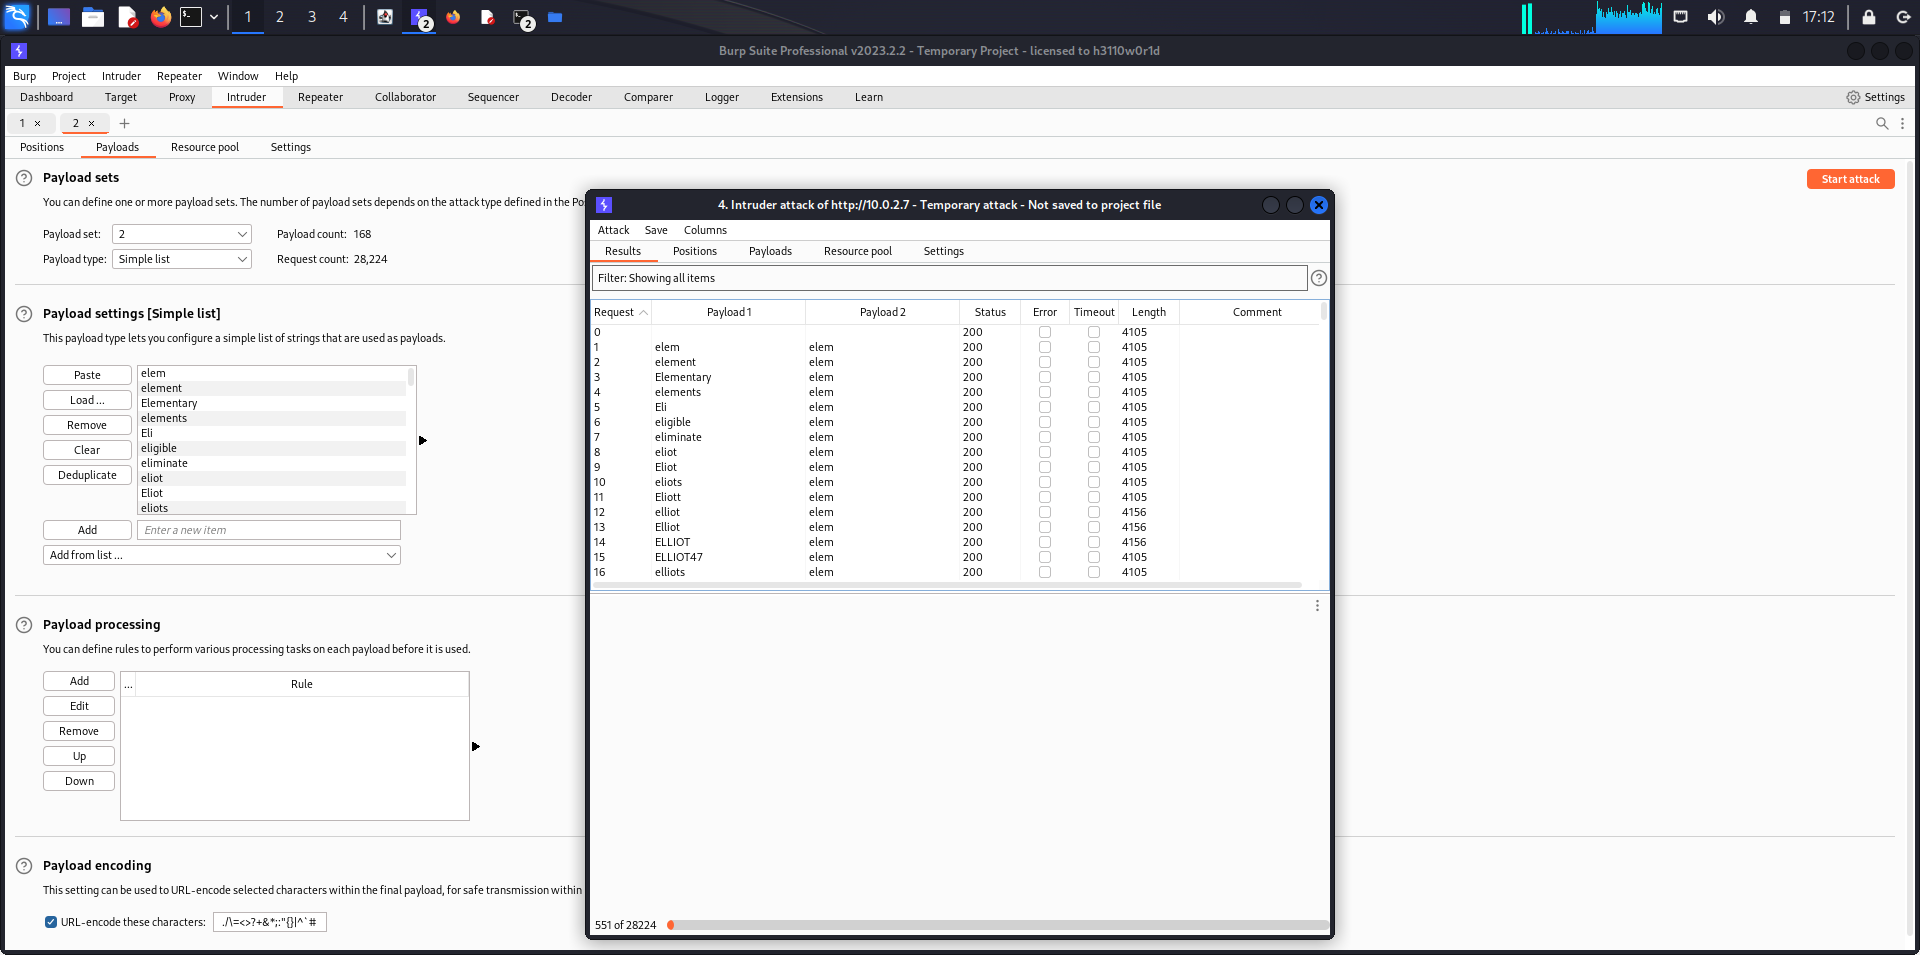 1 2 3 4 2 2 17:12
Burp Suite Professional v2023.2.2 - Temporary Project - licensed to h3110w0r1d
Burp Project Intruder Repeater Window Help
Dashboard Target Proxy Intruder Repeater Collaborator Sequencer Decoder Comparer Logger Extensions Learn Settings
1 × 2 × +
Positions Payloads Resource pool Settings
Payload sets
Start attack
You can define one or more payload sets. The number of payload sets depends on the attack type defined in the Po
Payload set: 2 Payload count: 168
Payload type: Simple list Request count: 28,224
Payload settings [Simple list]
This payload type lets you configure a simple list of strings that are used as payloads.
Paste
Load ...
Remove
Clear
Deduplicate
elem
element
Elementary
elements
Eli
eligible
eliminate
eliot
Eliot
eliots
Add Enter a new item
Add from list ...
Payload processing
You can define rules to perform various processing tasks on each payload before it is used.
Add
Edit
Remove
Up
Down
... Rule
Payload encoding
This setting can be used to URL-encode selected characters within the final payload, for safe transmission within
URL-encode these characters: ./\=<>?+&*;:"{}|^`#
4. Intruder attack of http://10.0.2.7 - Temporary attack - Not saved to project file
Attack Save Columns
Results Positions Payloads Resource pool Settings
Filter: Showing all items
Request Payload 1 Payload 2 Status Error Timeout Length Comment
0 200 4105
1 elem elem 200 4105
2 element elem 200 4105
3 Elementary elem 200 4105
4 elements elem 200 4105
5 Eli elem 200 4105
6 eligible elem 200 4105
7 eliminate elem 200 4105
8 eliot elem 200 4105
9 Eliot elem 200 4105
10 eliots elem 200 4105
11 Eliott elem 200 4105
12 elliot elem 200 4156
13 Elliot elem 200 4156
14 ELLIOT elem 200 4156
15 ELLIOT47 elem 200 4105
16 elliots elem 200 4105
551 of 28224